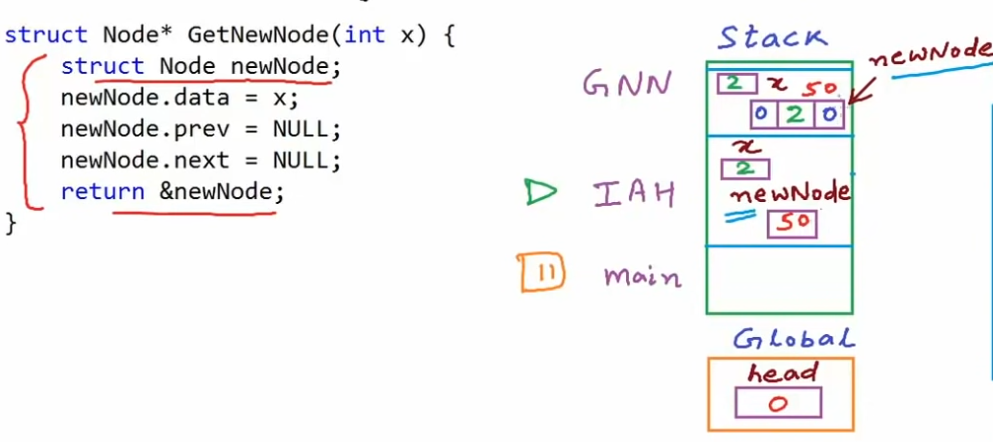 struct Node* GetNewNode(int x) {
struct Node newNode;
newNode.data = x;
newNode.prev = NULL;
newNode.next = NULL;
return &newNode;
}
Stack
newNode
GNN
2 x 50
0 2 0
x
2
IAH
newNode
50
main
Global
head
0